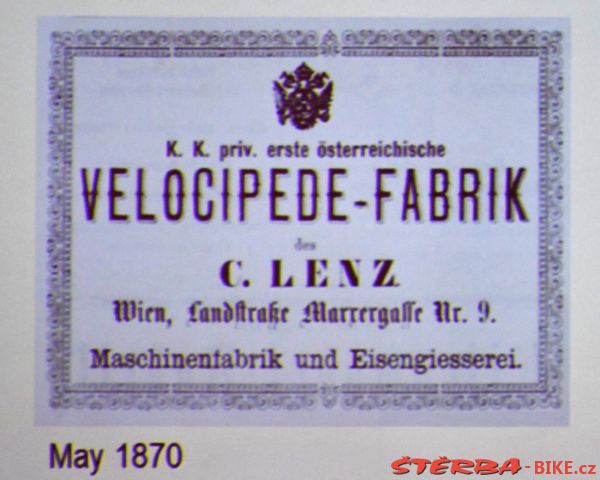 K. K. priv. erste österreichische
VELOCIPEDE-FABRIK
des
C. LENZ
Wien, Landstraße Marxergasse Nr. 9.
Maschinenfabrik und Eisengiesserei.
May 1870
ŠTĚRBA-BIKE.cz